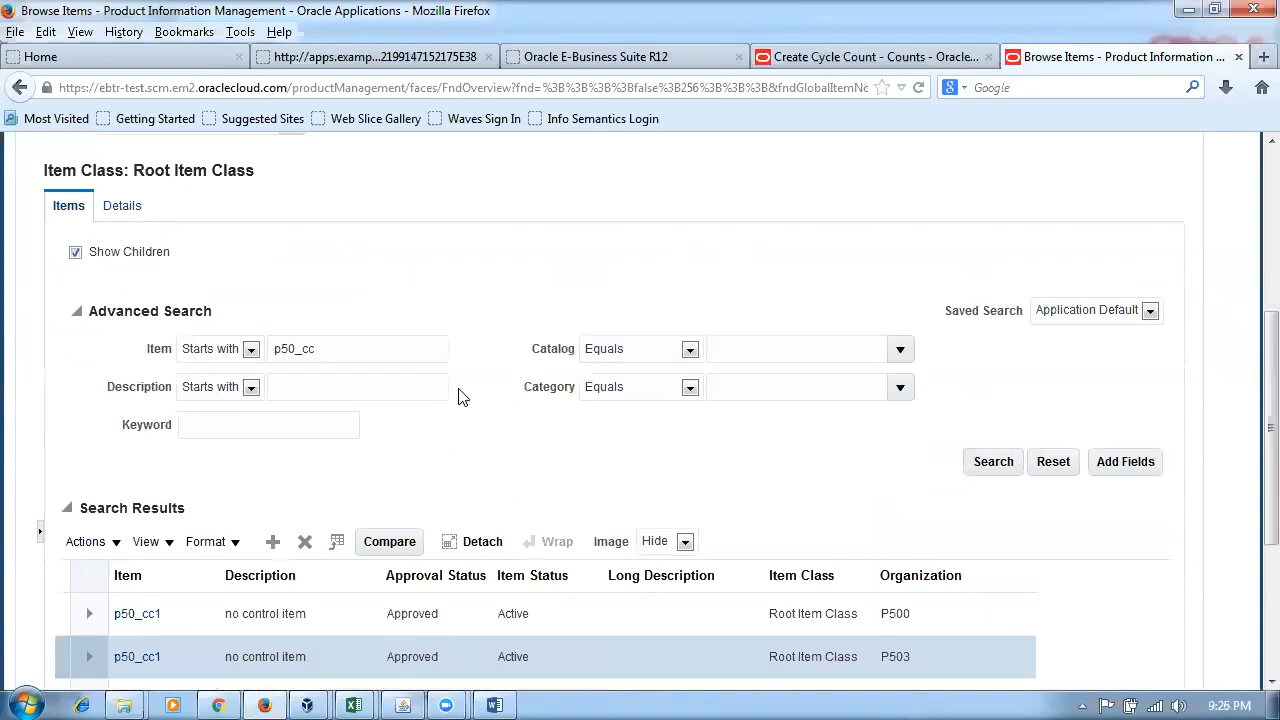 Browse Items - Product Information Management - Oracle Applications - Mozilla Firefox
File Edit View History Bookmarks Tools Help
Home http://apps.examp...2199147152175E38 Oracle E-Business Suite R12 Create Cycle Count - Counts - Oracle... Browse Items - Product Information ...
https://ebtr-test.scm.em2.oraclecloud.com/productManagement/faces/FndOverview?fnd=%3B%3B%3B%3Bfalse%3B256%3B%3B%3B&fndGlobalItemNo Google
Most Visited Getting Started Suggested Sites Web Slice Gallery Waves Sign In Info Semantics Login
Item Class: Root Item Class
Items Details
Show Children
Advanced Search Saved Search Application Default
Item Starts with p50_cc Catalog Equals
Description Starts with Category Equals
Keyword
Search Reset Add Fields
Search Results
Actions View Format Compare Detach Wrap Image Hide
Item Description Approval Status Item Status Long Description Item Class Organization
p50_cc1 no control item Approved Active Root Item Class P500
p50_cc1 no control item Approved Active Root Item Class P503
9:25 PM